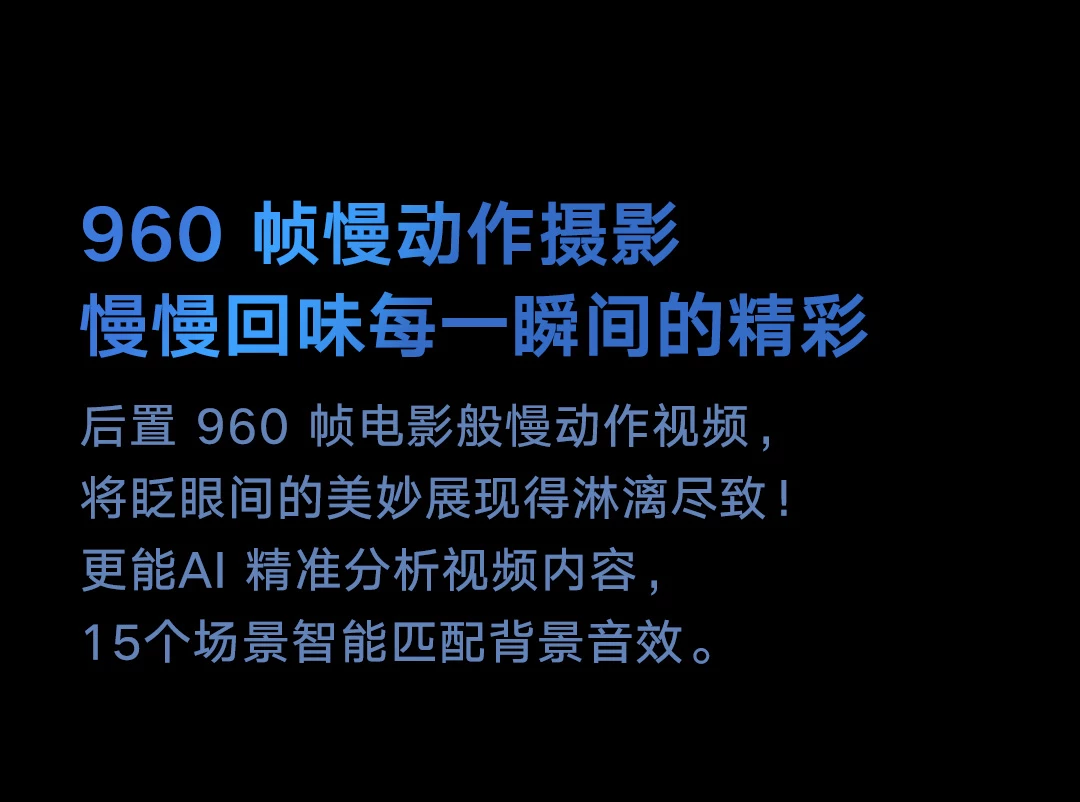 960 帧慢动作摄影
慢慢回味每一瞬间的精彩
后置 960 帧电影般慢动作视频，
将眨眼间的美妙展现得淋漓尽致！
更能AI 精准分析视频内容，
15个场景智能匹配背景音效。